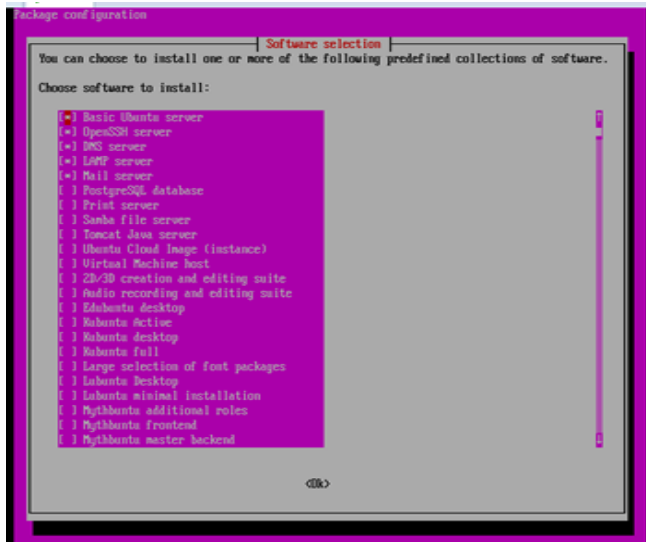 Package configuration
Software selection
You can choose to install one or more of the following predefined collections of software.
Choose software to install:
[*] Basic Ubuntu server
[*] OpenSSH server
[*] DNS server
[*] LAMP server
[*] Mail server
[ ] PostgreSQL database
[ ] Print server
[ ] Samba file server
[ ] Tomcat Java server
[ ] Ubuntu Cloud Image (instance)
[ ] Virtual Machine host
[ ] 2D/3D creation and editing suite
[ ] Audio recording and editing suite
[ ] Edubuntu desktop
[ ] Kubuntu Active
[ ] Kubuntu desktop
[ ] Kubuntu full
[ ] Large selection of font packages
[ ] Lubuntu Desktop
[ ] Lubuntu minimal installation
[ ] Mythbuntu additional roles
[ ] Mythbuntu frontend
[ ] Mythbuntu master backend
<Ok>